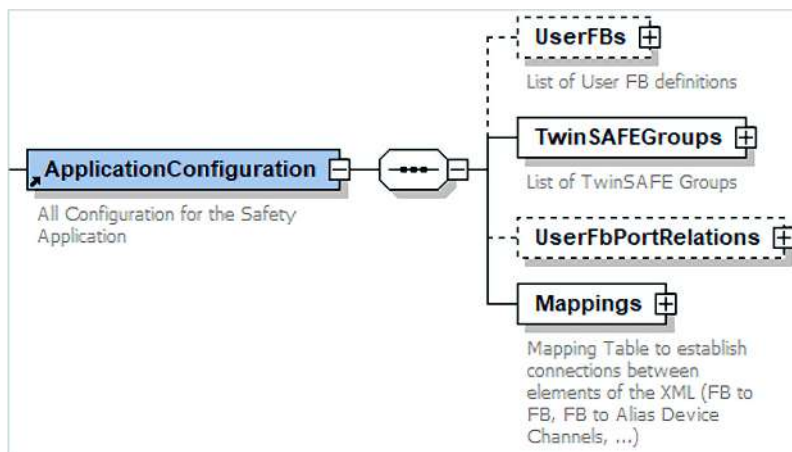 UserFBs
List of User FB definitions
TwinSAFEGroups
List of TwinSAFE Groups
ApplicationConfiguration
All Configuration for the Safety
Application
UserFbPortRelations
Mappings
Mapping Table to establish
connections between
elements of the XML (FB to
FB, FB to Alias Device
Channels, ...)